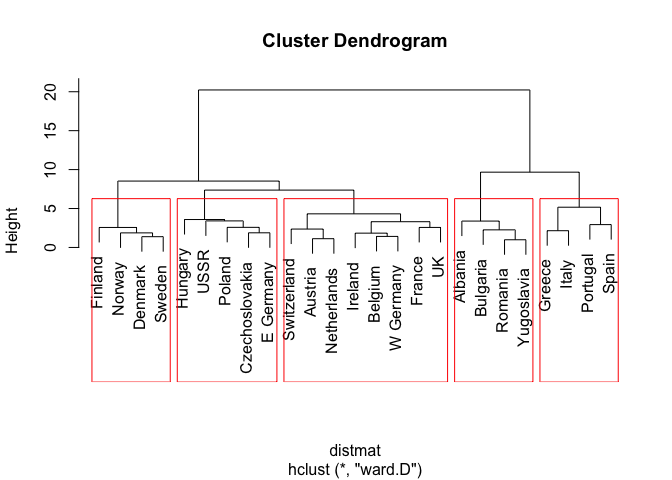 Cluster Dendrogram
Height
20
15
10
5
0
Finland
Norway
Denmark
Sweden
Hungary
USSR
Poland
Czechoslovakia
E Germany
Switzerland
Austria
Netherlands
Ireland
Belgium
W Germany
France
UK
Albania
Bulgaria
Romania
Yugoslavia
Greece
Italy
Portugal
Spain
distmat
hclust (*, "ward.D")